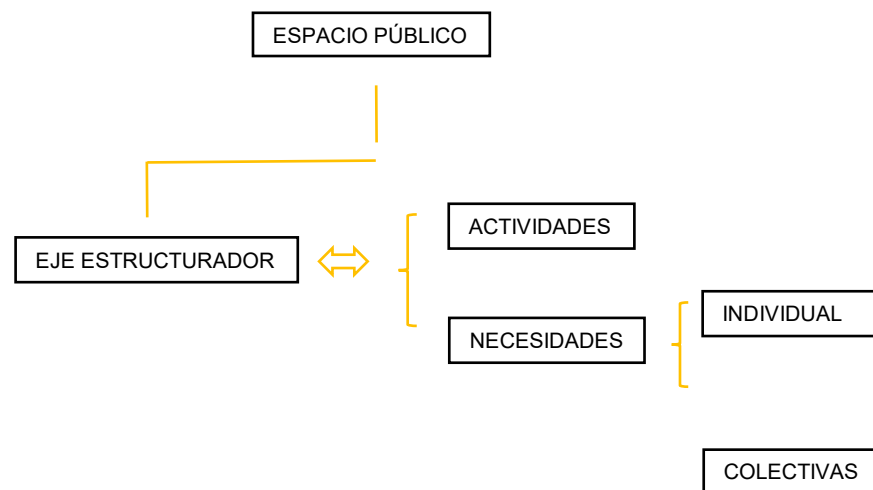 ESPACIO PÚBLICO
EJE ESTRUCTURADOR
ACTIVIDADES
NECESIDADES
INDIVIDUAL
COLECTIVAS